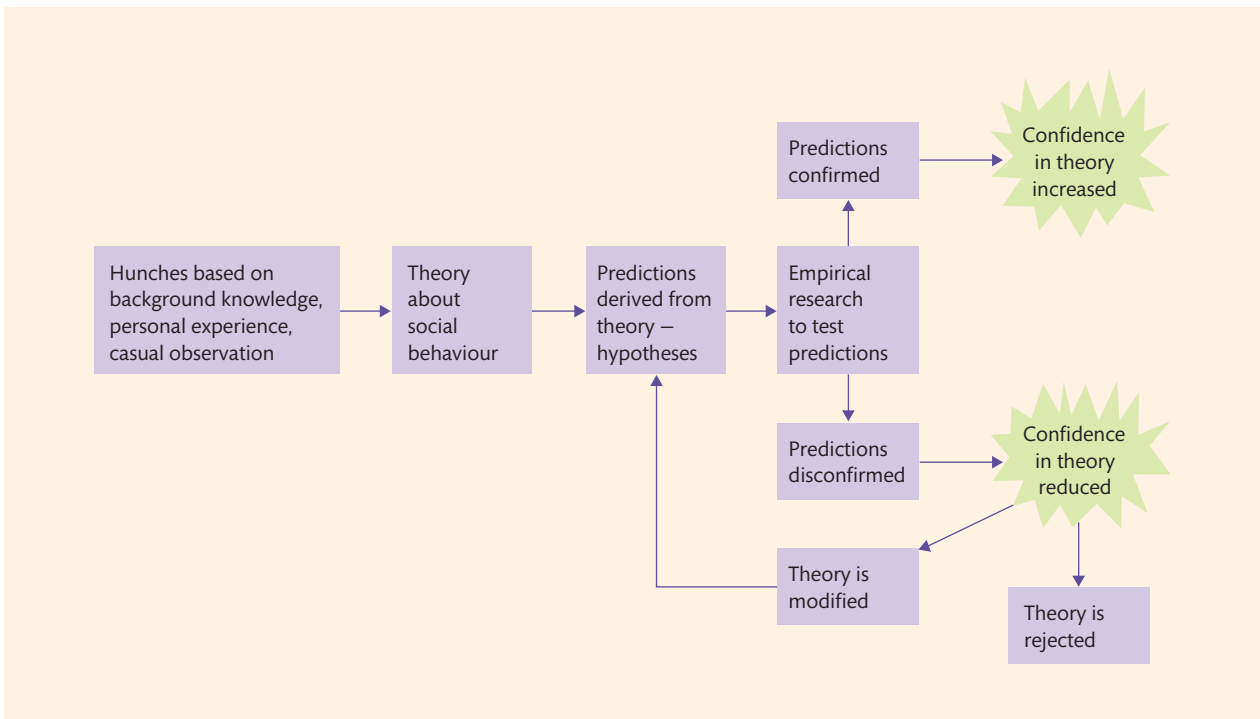 Hunches based on
background knowledge,
personal experience,
casual observation
Theory
about
social
behaviour
Predictions
derived from
theory –
hypotheses
Empirical
research
to test
predictions
Predictions
confirmed
Confidence
in theory
increased
Predictions
disconfirmed
Confidence
in theory
reduced
Theory is
modified
Theory is
rejected